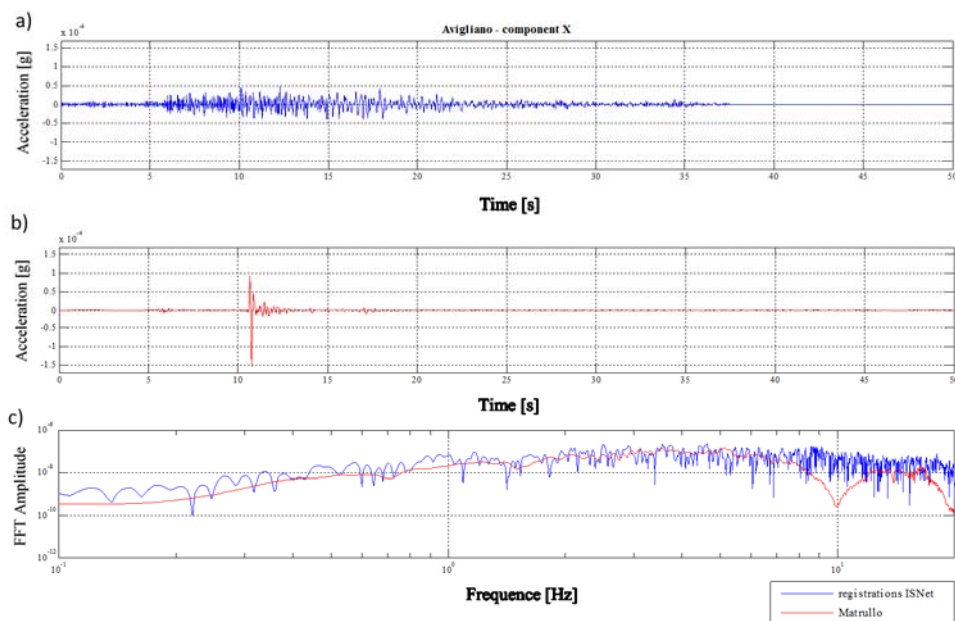 a)
Avigliano - component X
x 10⁻⁴
Acceleration [g]
1.5
1
0.5
0
-0.5
-1
-1.5
0 5 10 15 20 25 30 35 40 45 50
Time [s]
b)
x 10⁻⁴
Acceleration [g]
1.5
1
0.5
0
-0.5
-1
-1.5
0 5 10 15 20 25 30 35 40 45 50
Time [s]
c)
FFT Amplitude
10⁻⁶
10⁻⁸
10⁻¹⁰
10⁻¹²
10⁻¹ 10⁰ 10¹
Frequence [Hz]
registrations ISNet
Matrullo